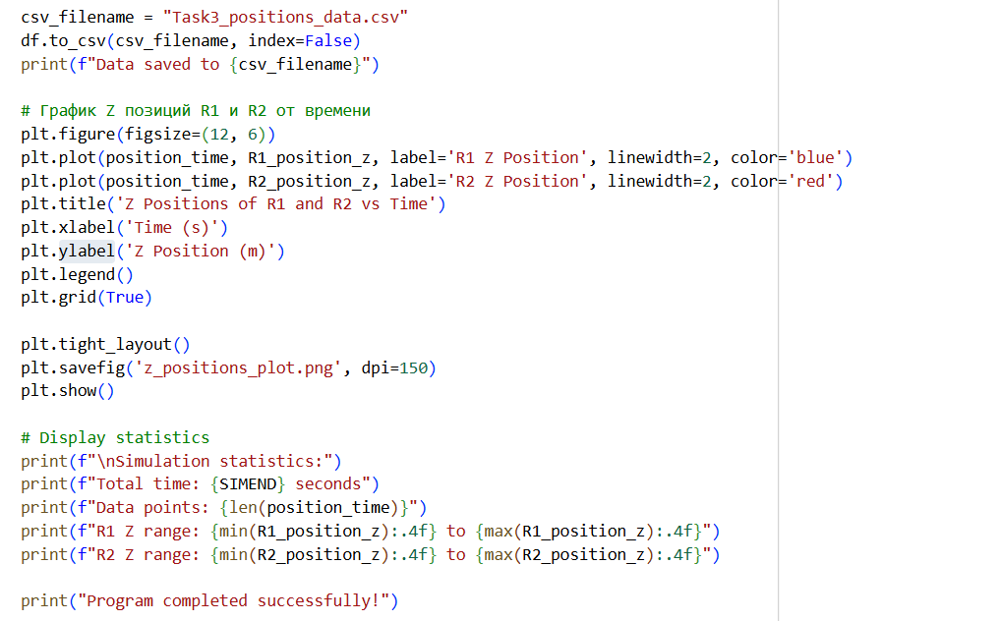 csv_filename = "Task3_positions_data.csv"
df.to_csv(csv_filename, index=False)
print(f"Data saved to {csv_filename}")
# График Z позиций R1 и R2 от времени
plt.figure(figsize=(12, 6))
plt.plot(position_time, R1_position_z, label='R1 Z Position', linewidth=2, color='blue')
plt.plot(position_time, R2_position_z, label='R2 Z Position', linewidth=2, color='red')
plt.title('Z Positions of R1 and R2 vs Time')
plt.xlabel('Time (s)')
plt.ylabel('Z Position (m)')
plt.legend()
plt.grid(True)
plt.tight_layout()
plt.savefig('z_positions_plot.png', dpi=150)
plt.show()
# Display statistics
print(f"\nSimulation statistics:")
print(f"Total time: {SIMEND} seconds")
print(f"Data points: {len(position_time)}")
print(f"R1 Z range: {min(R1_position_z):.4f} to {max(R1_position_z):.4f}")
print(f"R2 Z range: {min(R2_position_z):.4f} to {max(R2_position_z):.4f}")
print("Program completed successfully!")